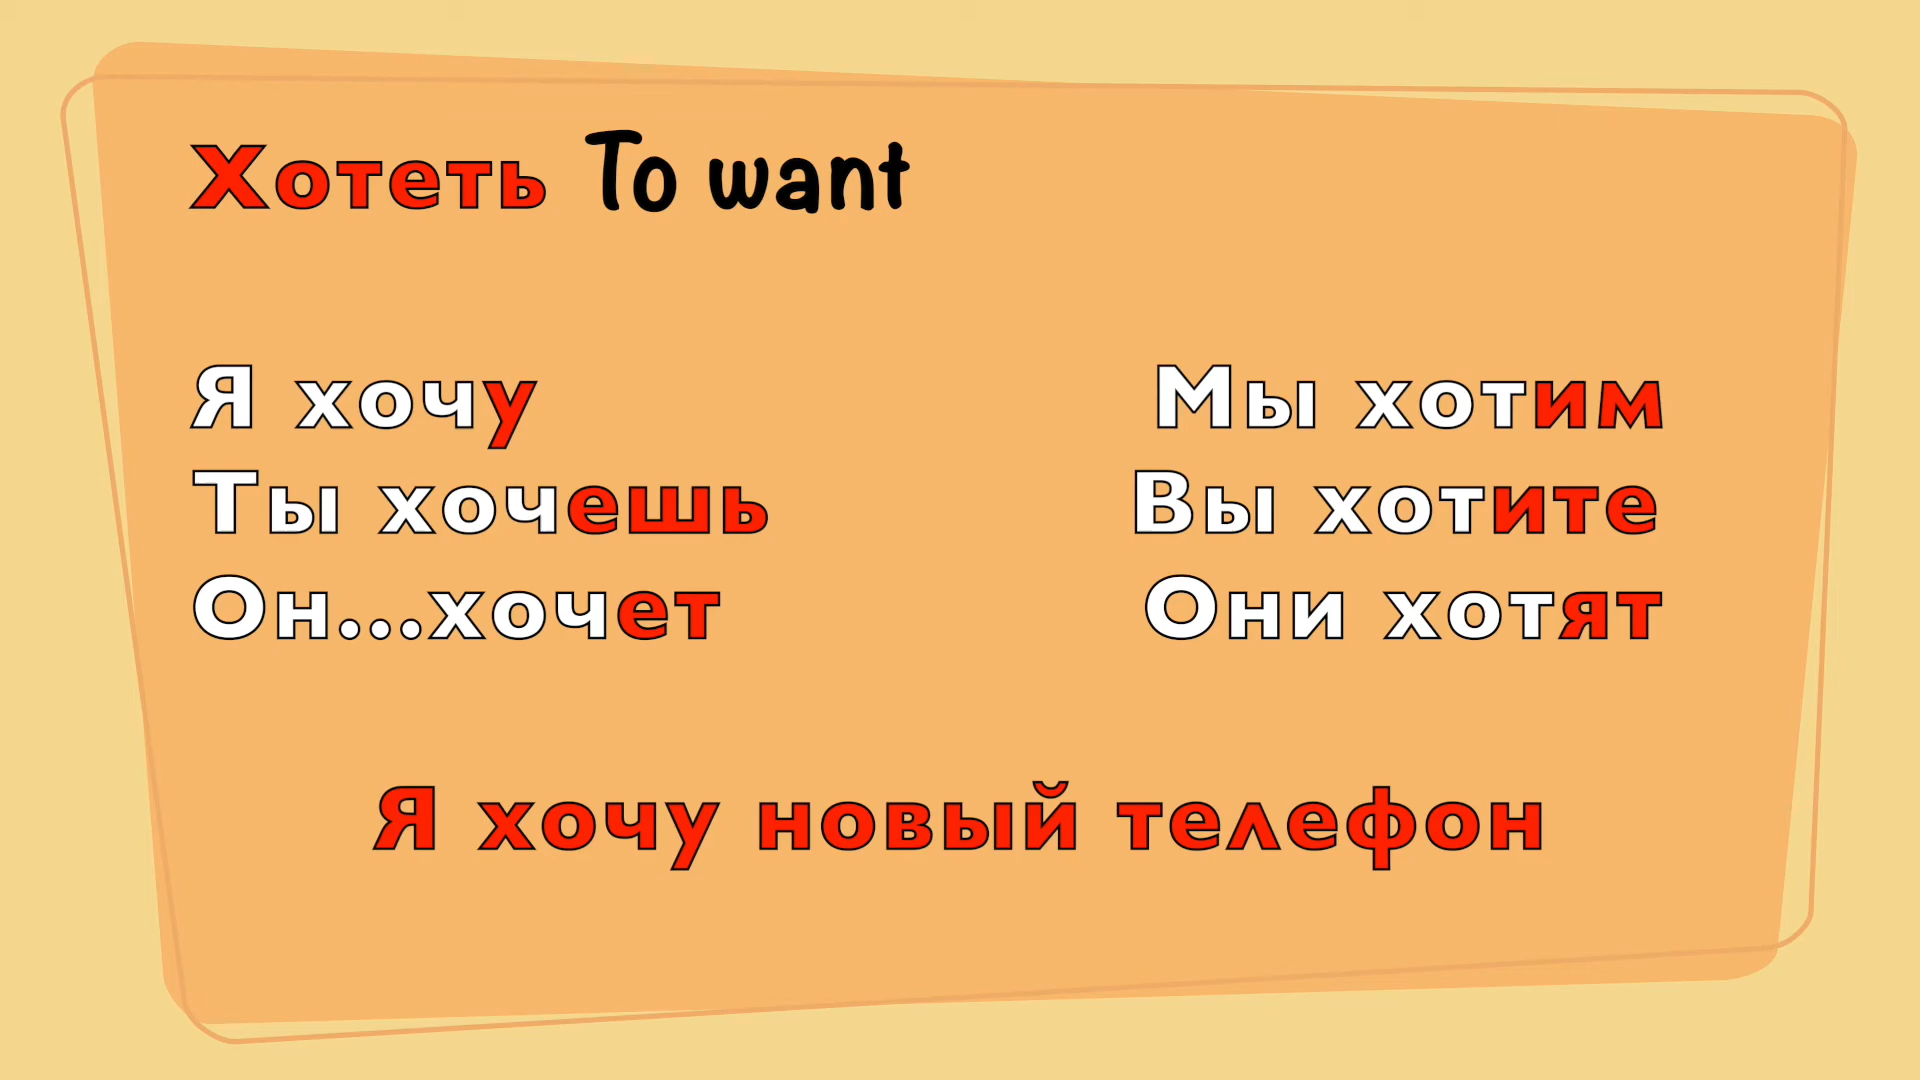 Хотеть To want
Я хочу
Ты хочешь
Он...хочет
Мы хотим
Вы хотите
Они хотят
Я хочу новый телефон